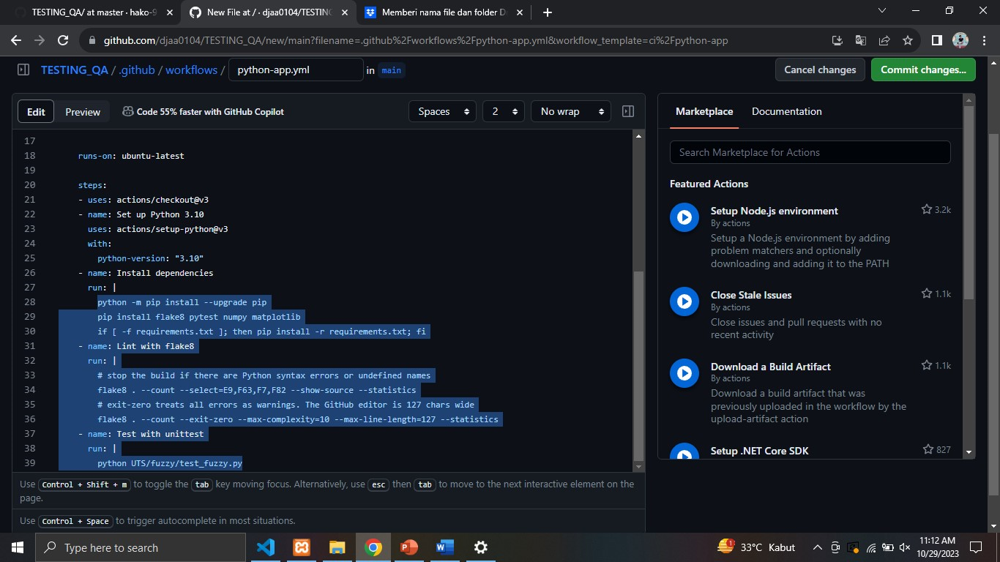 TESTING_QA/ at master · hako-9
New File at / · djaa0104/TESTING
Memberi nama file dan folder D
github.com/djaa0104/TESTING_QA/new/main?filename=.github%2Fworkflows%2Fpython-app.yml&workflow_template=ci%2Fpython-app
TESTING_QA / .github / workflows / python-app.yml in main
Cancel changes
Commit changes...
Edit
Preview
Code 55% faster with GitHub Copilot
Spaces
2
No wrap
17
18 runs-on: ubuntu-latest
19
20 steps:
21 - uses: actions/checkout@v3
22 - name: Set up Python 3.10
23 uses: actions/setup-python@v3
24 with:
25 python-version: "3.10"
26 - name: Install dependencies
27 run: |
28 python -m pip install --upgrade pip
29 pip install flake8 pytest numpy matplotlib
30 if [ -f requirements.txt ]; then pip install -r requirements.txt; fi
31 - name: Lint with flake8
32 run: |
33 # stop the build if there are Python syntax errors or undefined names
34 flake8 . --count --select=E9,F63,F7,F82 --show-source --statistics
35 # exit-zero treats all errors as warnings. The GitHub editor is 127 chars wide
36 flake8 . --count --exit-zero --max-complexity=10 --max-line-length=127 --statistics
37 - name: Test with unittest
38 run: |
39 python UTS/fuzzy/test_fuzzy.py
Use Control + Shift + m to toggle the tab key moving focus. Alternatively, use esc then tab to move to the next interactive element on the
page.
Use Control + Space to trigger autocomplete in most situations.
Marketplace
Documentation
Search Marketplace for Actions
Featured Actions
Setup Node.js environment
3.2k
By actions
Setup a Node.js environment by adding
problem matchers and optionally
downloading and adding it to the PATH
Close Stale Issues
1.1k
By actions
Close issues and pull requests with no
recent activity
Download a Build Artifact
1.1k
By actions
Download a build artifact that was
previously uploaded in the workflow by the
upload-artifact action
Setup .NET Core SDK
827
Type here to search
1
33°C Kabut
11:12 AM
10/29/2023